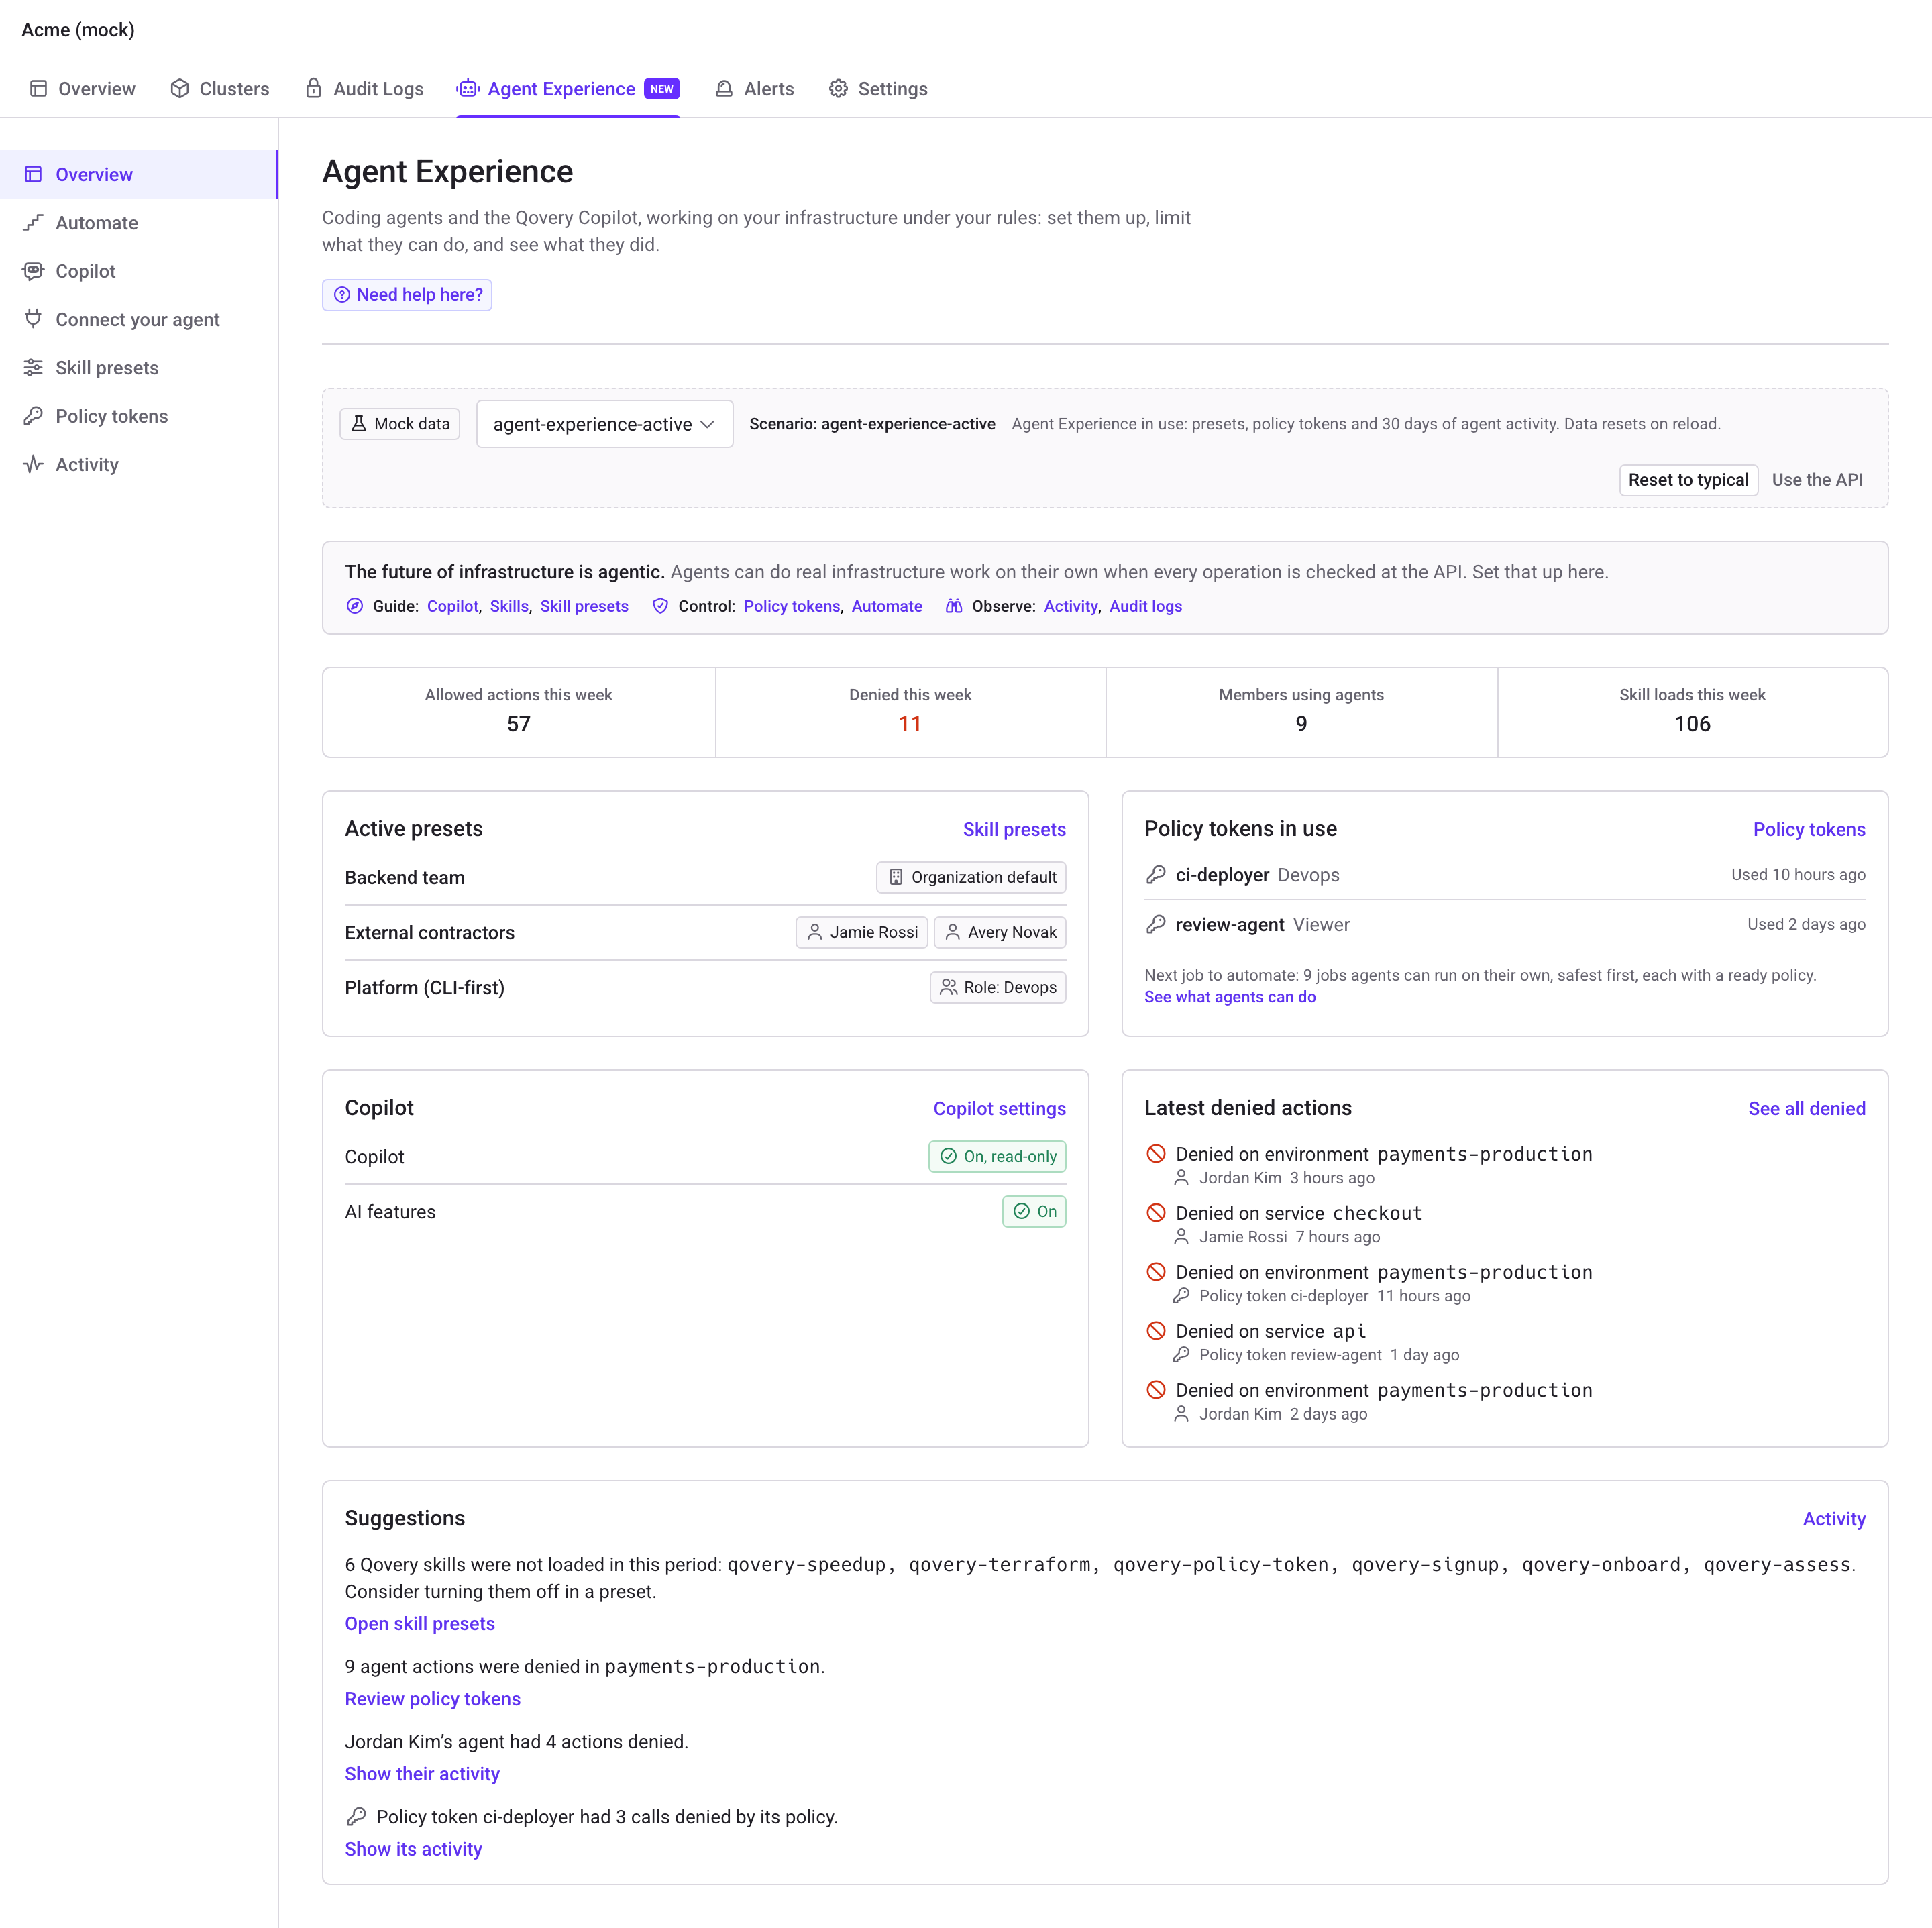 Acme (mock)
Overview
Clusters
Audit Logs
Agent Experience NEW
Alerts
Settings
Overview
Automate
Copilot
Connect your agent
Skill presets
Policy tokens
Activity
Agent Experience
Coding agents and the Qovery Copilot, working on your infrastructure under your rules: set them up, limit
what they can do, and see what they did.
Need help here?
Mock data
agent-experience-active
Scenario: agent-experience-active Agent Experience in use: presets, policy tokens and 30 days of agent activity. Data resets on reload.
Reset to typical
Use the API
The future of infrastructure is agentic. Agents can do real infrastructure work on their own when every operation is checked at the API. Set that up here.
Guide: Copilot, Skills, Skill presets Control: Policy tokens, Automate Observe: Activity, Audit logs
Allowed actions this week
57
Denied this week
11
Members using agents
9
Skill loads this week
106
Active presets
Skill presets
Backend team
Organization default
External contractors
Jamie Rossi
Avery Novak
Platform (CLI-first)
Role: Devops
Policy tokens in use
Policy tokens
ci-deployer Devops
Used 10 hours ago
review-agent Viewer
Used 2 days ago
Next job to automate: 9 jobs agents can run on their own, safest first, each with a ready policy.
See what agents can do
Copilot
Copilot settings
Copilot
On, read-only
AI features
On
Latest denied actions
See all denied
Denied on environment payments-production
Jordan Kim 3 hours ago
Denied on service checkout
Jamie Rossi 7 hours ago
Denied on environment payments-production
Policy token ci-deployer 11 hours ago
Denied on service api
Policy token review-agent 1 day ago
Denied on environment payments-production
Jordan Kim 2 days ago
Suggestions
Activity
6 Qovery skills were not loaded in this period: qovery-speedup, qovery-terraform, qovery-policy-token, qovery-signup, qovery-onboard, qovery-assess.
Consider turning them off in a preset.
Open skill presets
9 agent actions were denied in payments-production.
Review policy tokens
Jordan Kim’s agent had 4 actions denied.
Show their activity
Policy token ci-deployer had 3 calls denied by its policy.
Show its activity